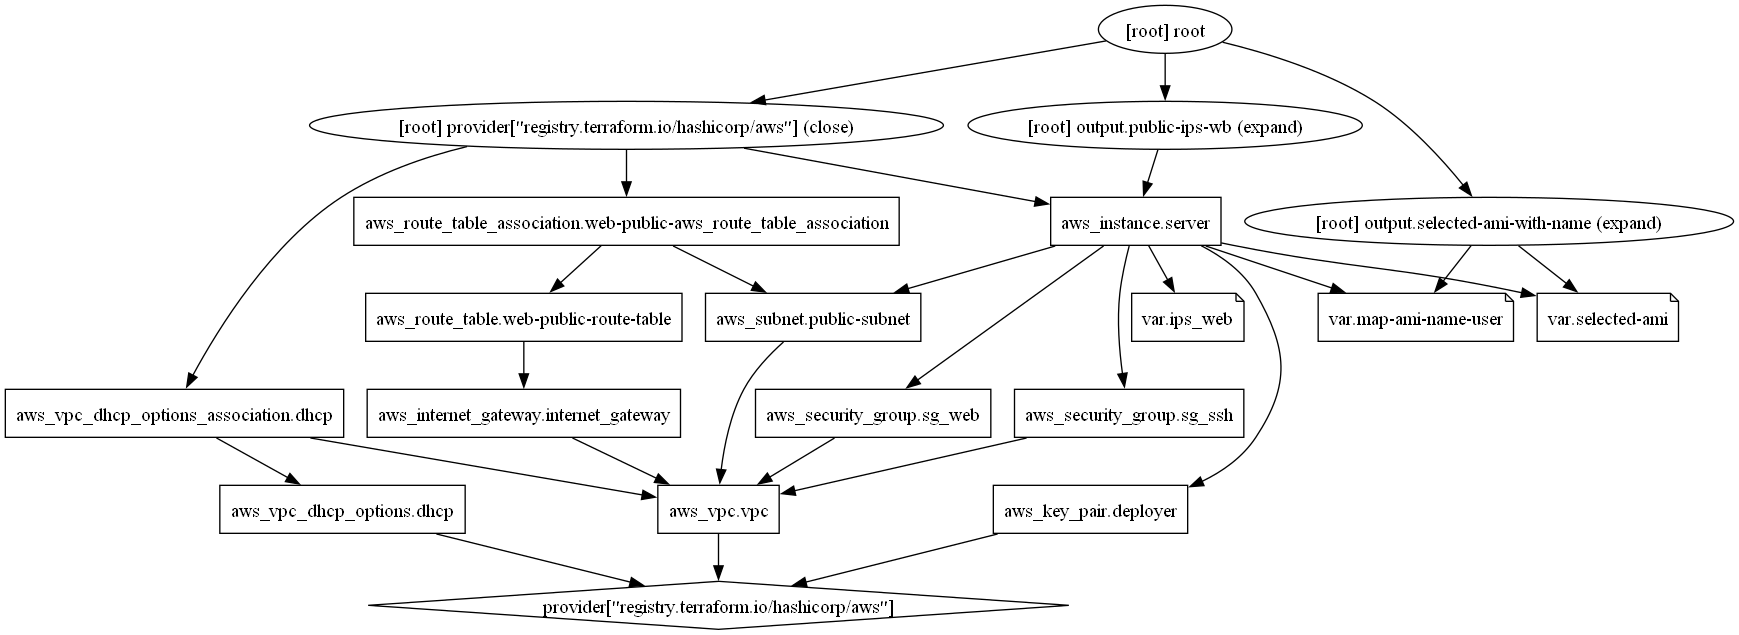 [root] root
[root] provider["registry.terraform.io/hashicorp/aws"] (close)
[root] output.public-ips-wb (expand)
aws_route_table_association.web-public-aws_route_table_association
aws_instance.server
[root] output.selected-ami-with-name (expand)
aws_route_table.web-public-route-table
aws_subnet.public-subnet
var.ips_web
var.map-ami-name-user
var.selected-ami
aws_vpc_dhcp_options_association.dhcp
aws_internet_gateway.internet_gateway
aws_security_group.sg_web
aws_security_group.sg_ssh
aws_vpc_dhcp_options.dhcp
aws_vpc.vpc
aws_key_pair.deployer
provider["registry.terraform.io/hashicorp/aws"]